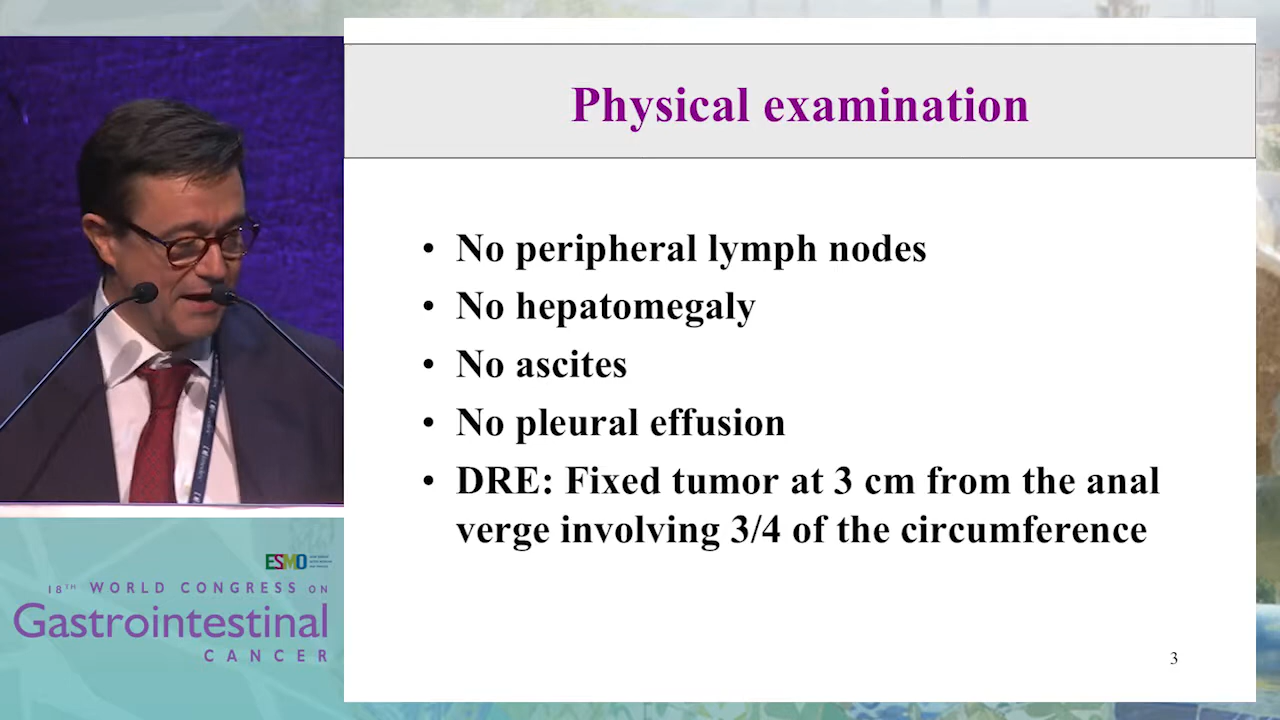 Physical examination
• No peripheral lymph nodes
• No hepatomegaly
• No ascites
• No pleural effusion
• DRE: Fixed tumor at 3 cm from the anal
verge involving 3/4 of the circumference
3
ESMO
18TH WORLD CONGRESS ON
Gastrointestinal
CANCER